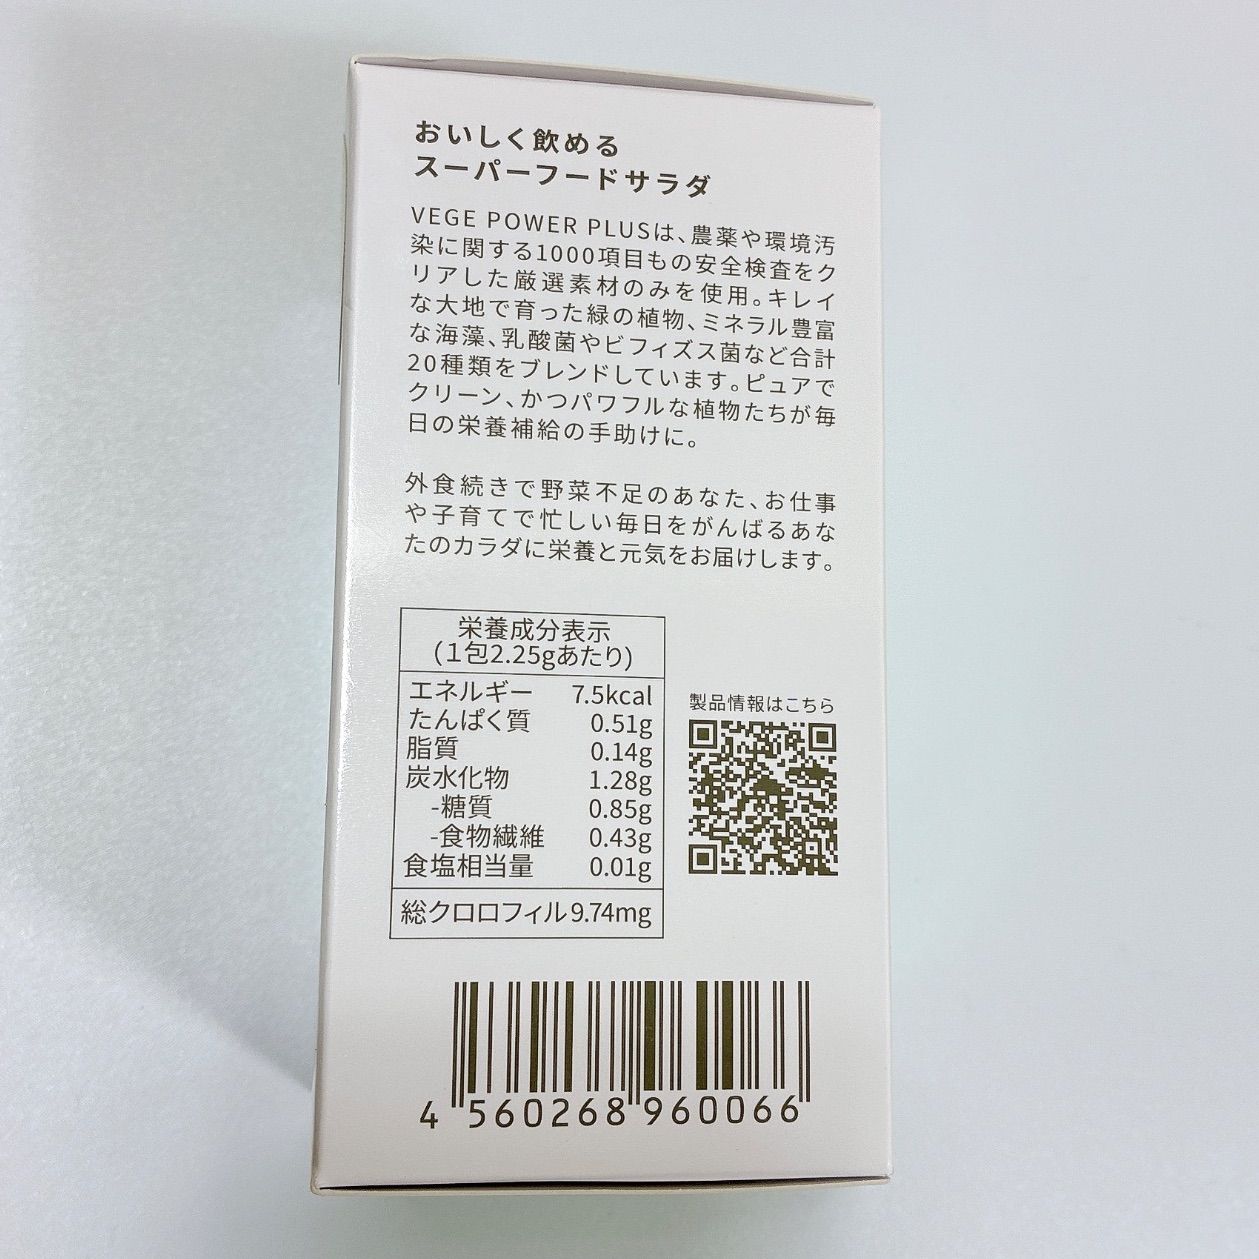 おいしく飲める
スーパーフードサラダ
VEGE POWER PLUSは、農薬や環境汚
染に関する1000項目もの安全検査をク
リアした厳選素材のみを使用。キレイ
な大地で育った緑の植物、ミネラル豊富
な海藻、乳酸菌やビフィズス菌など合計
20種類をブレンドしています。ピュアで
クリーン、かつパワフルな植物たちが毎
日の栄養補給の手助けに。
外食続きで野菜不足のあなた、お仕事
や子育てで忙しい毎日をがんばるあな
たのカラダに栄養と元気をお届けします。
栄養成分表示
(1包2.25gあたり)
エネルギー 7.5kcal
たんぱく質 0.51g
脂質 0.14g
炭水化物 1.28g
-糖質 0.85g
-食物繊維 0.43g
食塩相当量 0.01g
総クロロフィル 9.74mg
製品情報はこちら
4 560268 960066